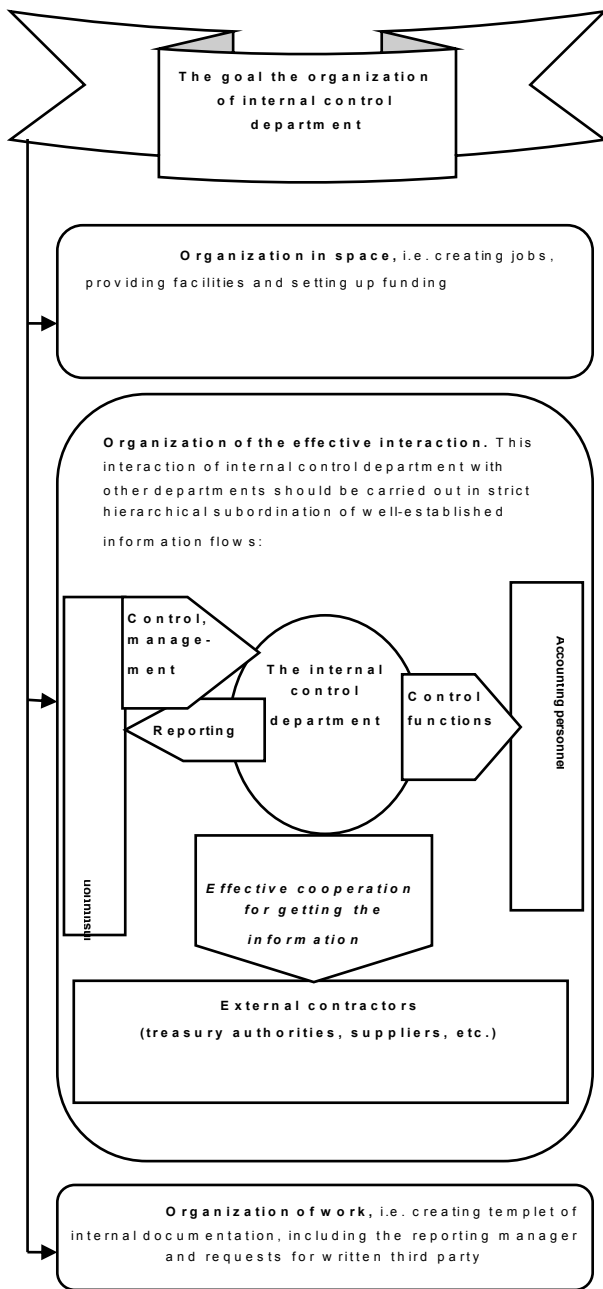 The goal the organization
of internal control
department
Organization in space, i.e. creating jobs,
providing facilities and setting up funding
Organization of the effective interaction. This
interaction of internal control department with
other departments should be carried out in strict
hierarchical subordination of well-established
information flows:
Control,
manage-
ment
Reporting
institution
The internal
control
department
Control
functions
Accounting personnel
Effective cooperation
for getting the
information
External contractors
(treasury authorities, suppliers, etc.)
Organization of work, i.e. creating templet of
internal documentation, including the reporting manager
and requests for written third party